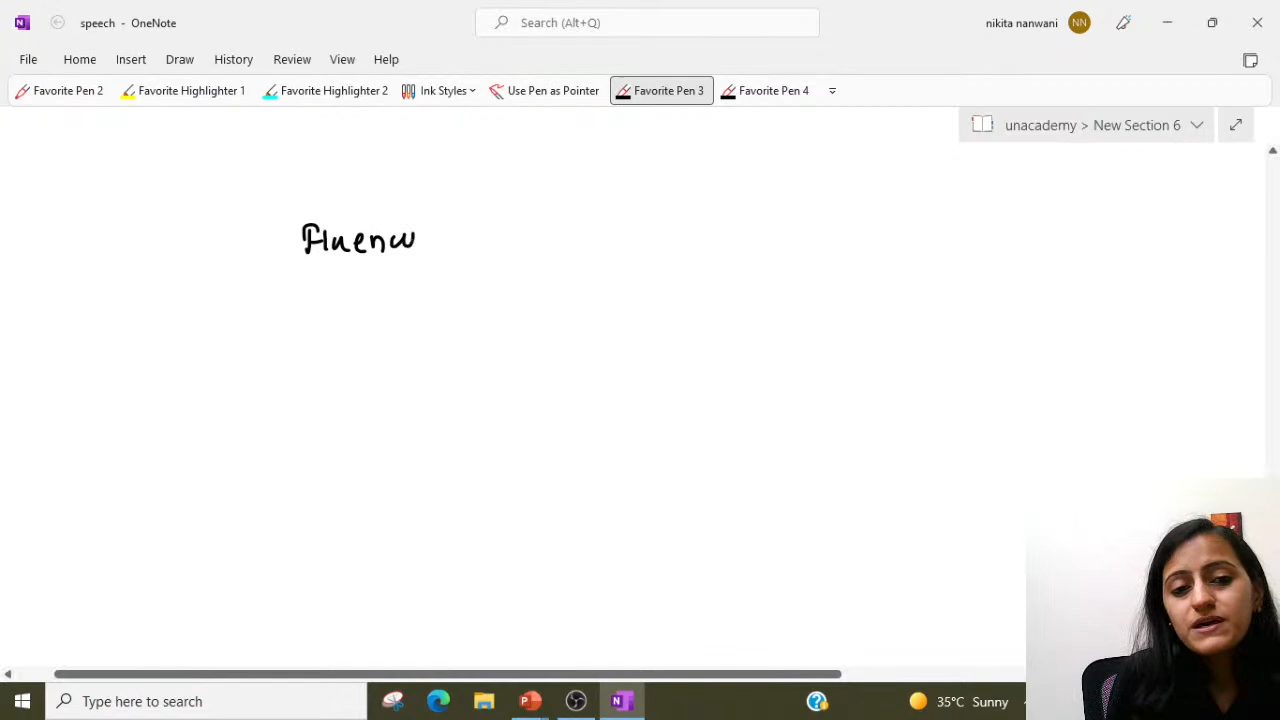 speech - OneNote
Search (Alt+Q)
nikita nanwani
NN
File Home Insert Draw History Review View Help
Favorite Pen 2 Favorite Highlighter 1 Favorite Highlighter 2 Ink Styles Use Pen as Pointer Favorite Pen 3 Favorite Pen 4
unacademy > New Section 6
Fluenc
Type here to search
35°C Sunny